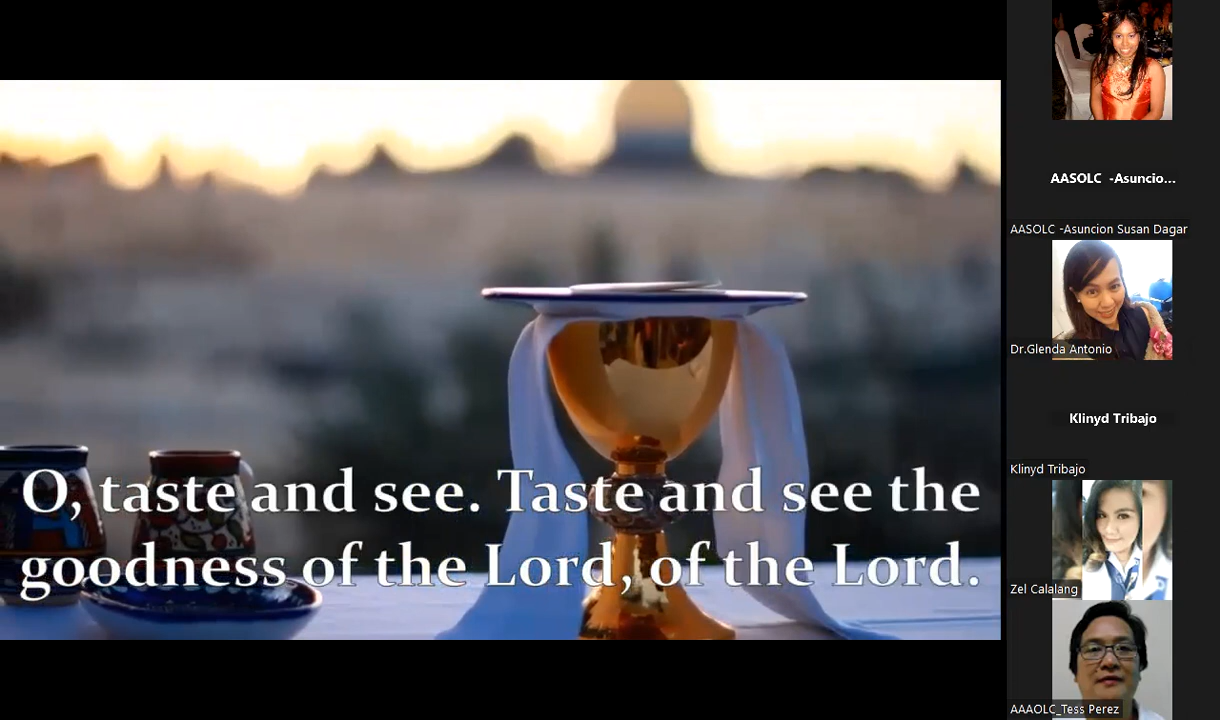 O, taste and see. Taste and see the
goodness of the Lord, of the Lord.
AASOLC -Asuncio...
AASOLC -Asuncion Susan Dagar
Dr.Glenda Antonio
Klinyd Tribajo
Klinyd Tribajo
Zel Calalang
AAAOLC_Tess Perez